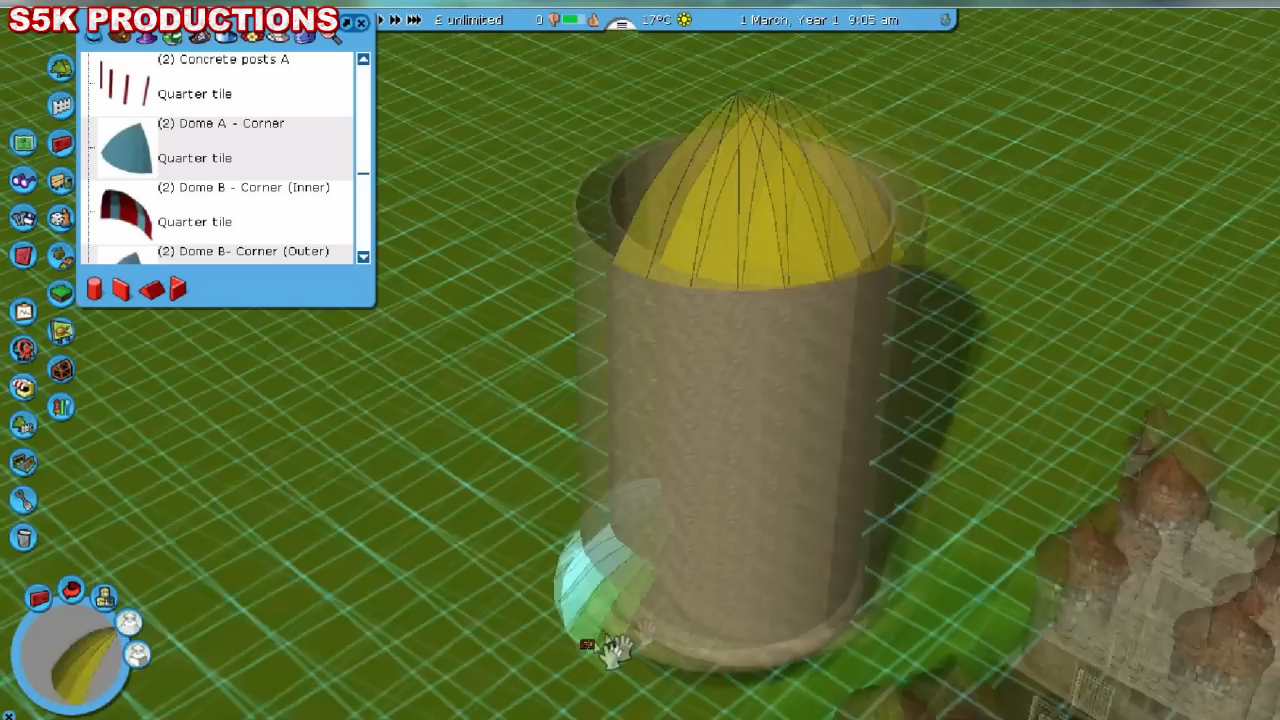 S5K PRODUCTIONS
£ unlimited 0 17°C 1 March, Year 1 9:05 am
(2) Concrete posts A
Quarter tile
(2) Dome A - Corner
Quarter tile
(2) Dome B - Corner (Inner)
Quarter tile
(2) Dome B- Corner (Outer)